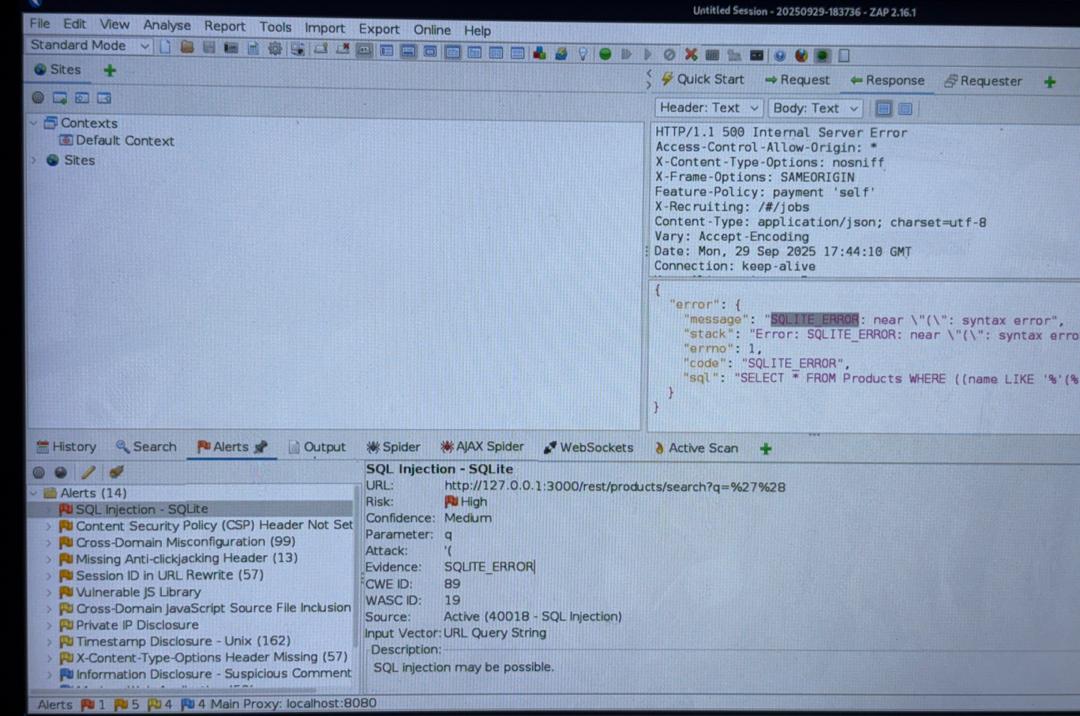 Untitled Session - 20250929-183736 - ZAP 2.16.1
File Edit View Analyse Report Tools Import Export Online Help
Standard Mode
Sites
Quick Start Request Response Requester
Header: Text Body: Text
Contexts
Default Context
Sites
HTTP/1.1 500 Internal Server Error
Access-Control-Allow-Origin: *
X-Content-Type-Options: nosniff
X-Frame-Options: SAMEORIGIN
Feature-Policy: payment 'self'
X-Recruiting: /#/jobs
Content-Type: application/json; charset=utf-8
Vary: Accept-Encoding
Date: Mon, 29 Sep 2025 17:44:10 GMT
Connection: keep-alive
{
"error": {
"message": "SQLITE_ERROR: near \"(\": syntax error",
"stack": "Error: SQLITE_ERROR: near \"(\": syntax erro
"errno": 1,
"code": "SQLITE_ERROR",
"sql": "SELECT * FROM Products WHERE ((name LIKE '%'(%
}
}
History Search Alerts Output Spider AJAX Spider WebSockets Active Scan
Alerts (14)
SQL Injection - SQLite
Content Security Policy (CSP) Header Not Set
Cross-Domain Misconfiguration (99)
Missing Anti-clickjacking Header (13)
Session ID in URL Rewrite (57)
Vulnerable JS Library
Cross-Domain JavaScript Source File Inclusion
Private IP Disclosure
Timestamp Disclosure - Unix (162)
X-Content-Type-Options Header Missing (57)
Information Disclosure - Suspicious Comment
SQL Injection - SQLite
URL: http://127.0.0.1:3000/rest/products/search?q=%27%28
Risk: High
Confidence: Medium
Parameter: q
Attack: '(
Evidence: SQLITE_ERROR
CWE ID: 89
WASC ID: 19
Source: Active (40018 - SQL Injection)
Input Vector: URL Query String
Description:
SQL injection may be possible.
Alerts 1 5 4 4 Main Proxy: localhost:8080